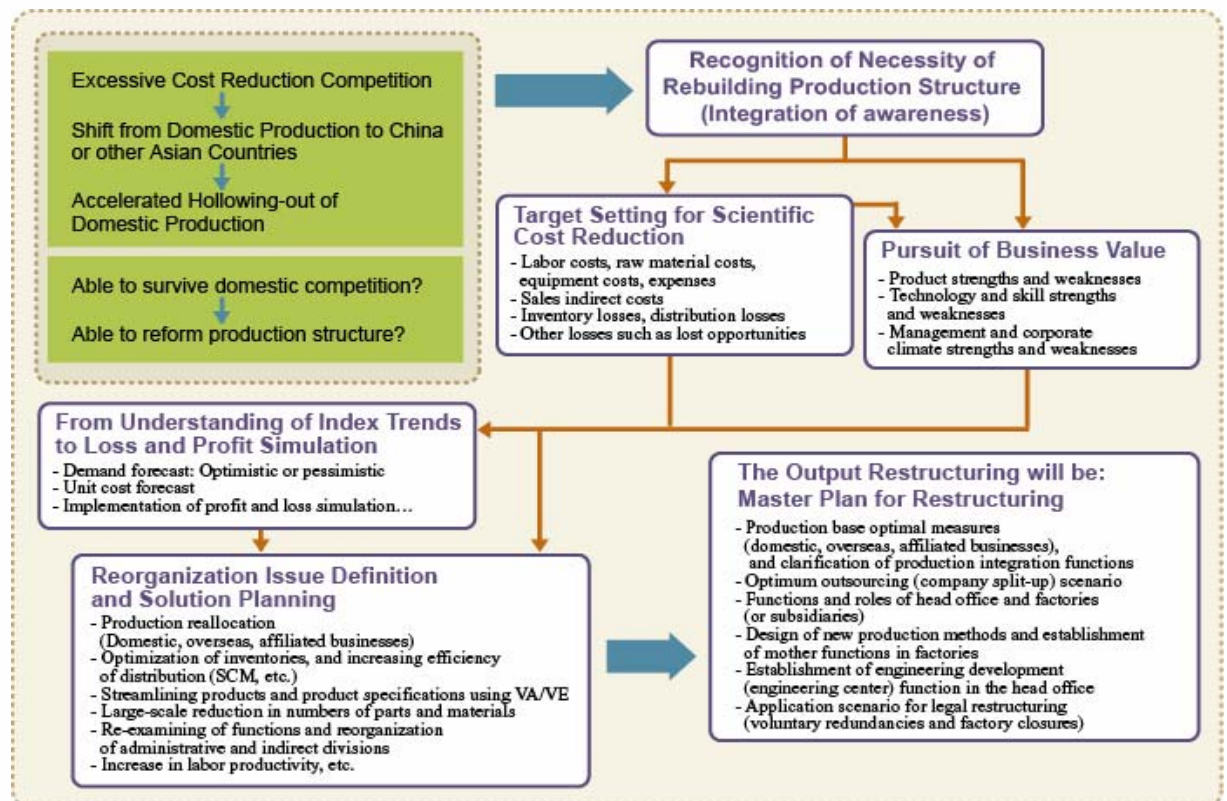 Excessive Cost Reduction Competition
Shift from Domestic Production to China
or other Asian Countries
Accelerated Hollowing-out of
Domestic Production
Able to survive domestic competition?
Able to reform production structure?
Recognition of Necessity of
Rebuilding Production Structure
(Integration of awareness)
Target Setting for Scientific
Cost Reduction
- Labor costs, raw material costs,
equipment costs, expenses
- Sales indirect costs
- Inventory losses, distribution losses
- Other losses such as lost opportunities
Pursuit of Business Value
- Product strengths and weaknesses
- Technology and skill strengths
and weaknesses
- Management and corporate
climate strengths and weaknesses
From Understanding of Index Trends
to Loss and Profit Simulation
- Demand forecast: Optimistic or pessimistic
- Unit cost forecast
- Implementation of profit and loss simulation…
Reorganization Issue Definition
and Solution Planning
- Production reallocation
(Domestic, overseas, affiliated businesses)
- Optimization of inventories, and increasing efficiency
of distribution (SCM, etc.)
- Streamlining products and product specifications using VA/VE
- Large-scale reduction in numbers of parts and materials
- Re-examining of functions and reorganization
of administrative and indirect divisions
- Increase in labor productivity, etc.
The Output Restructuring will be:
Master Plan for Restructuring
- Production base optimal measures
(domestic, overseas, affiliated businesses),
and clarification of production integration functions
- Optimum outsourcing (company split-up) scenario
- Functions and roles of head office and factories
(or subsidiaries)
- Design of new production methods and establishment
of mother functions in factories
- Establishment of engineering development
(engineering center) function in the head office
- Application scenario for legal restructuring
(voluntary redundancies and factory closures)